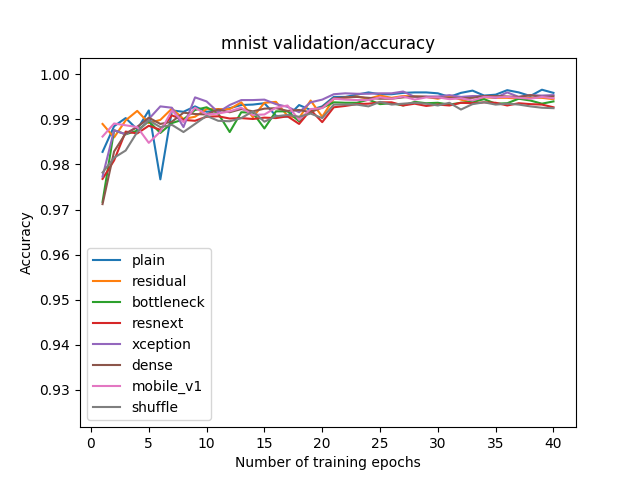 mnist validation/accuracy
1.00
0.99
0.98
0.97
0.96
0.95
0.94
0.93
Accuracy
plain
residual
bottleneck
resnext
xception
dense
mobile_v1
shuffle
0 5 10 15 20 25 30 35 40
Number of training epochs